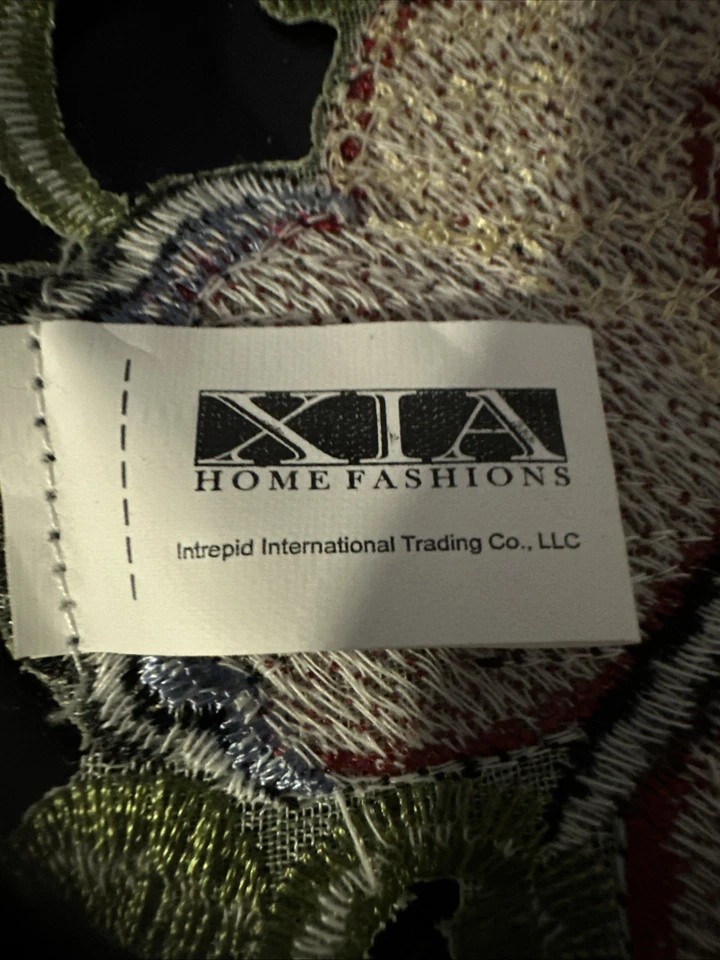 XIA
HOME FASHIONS
Intrepid International Trading Co., LLC